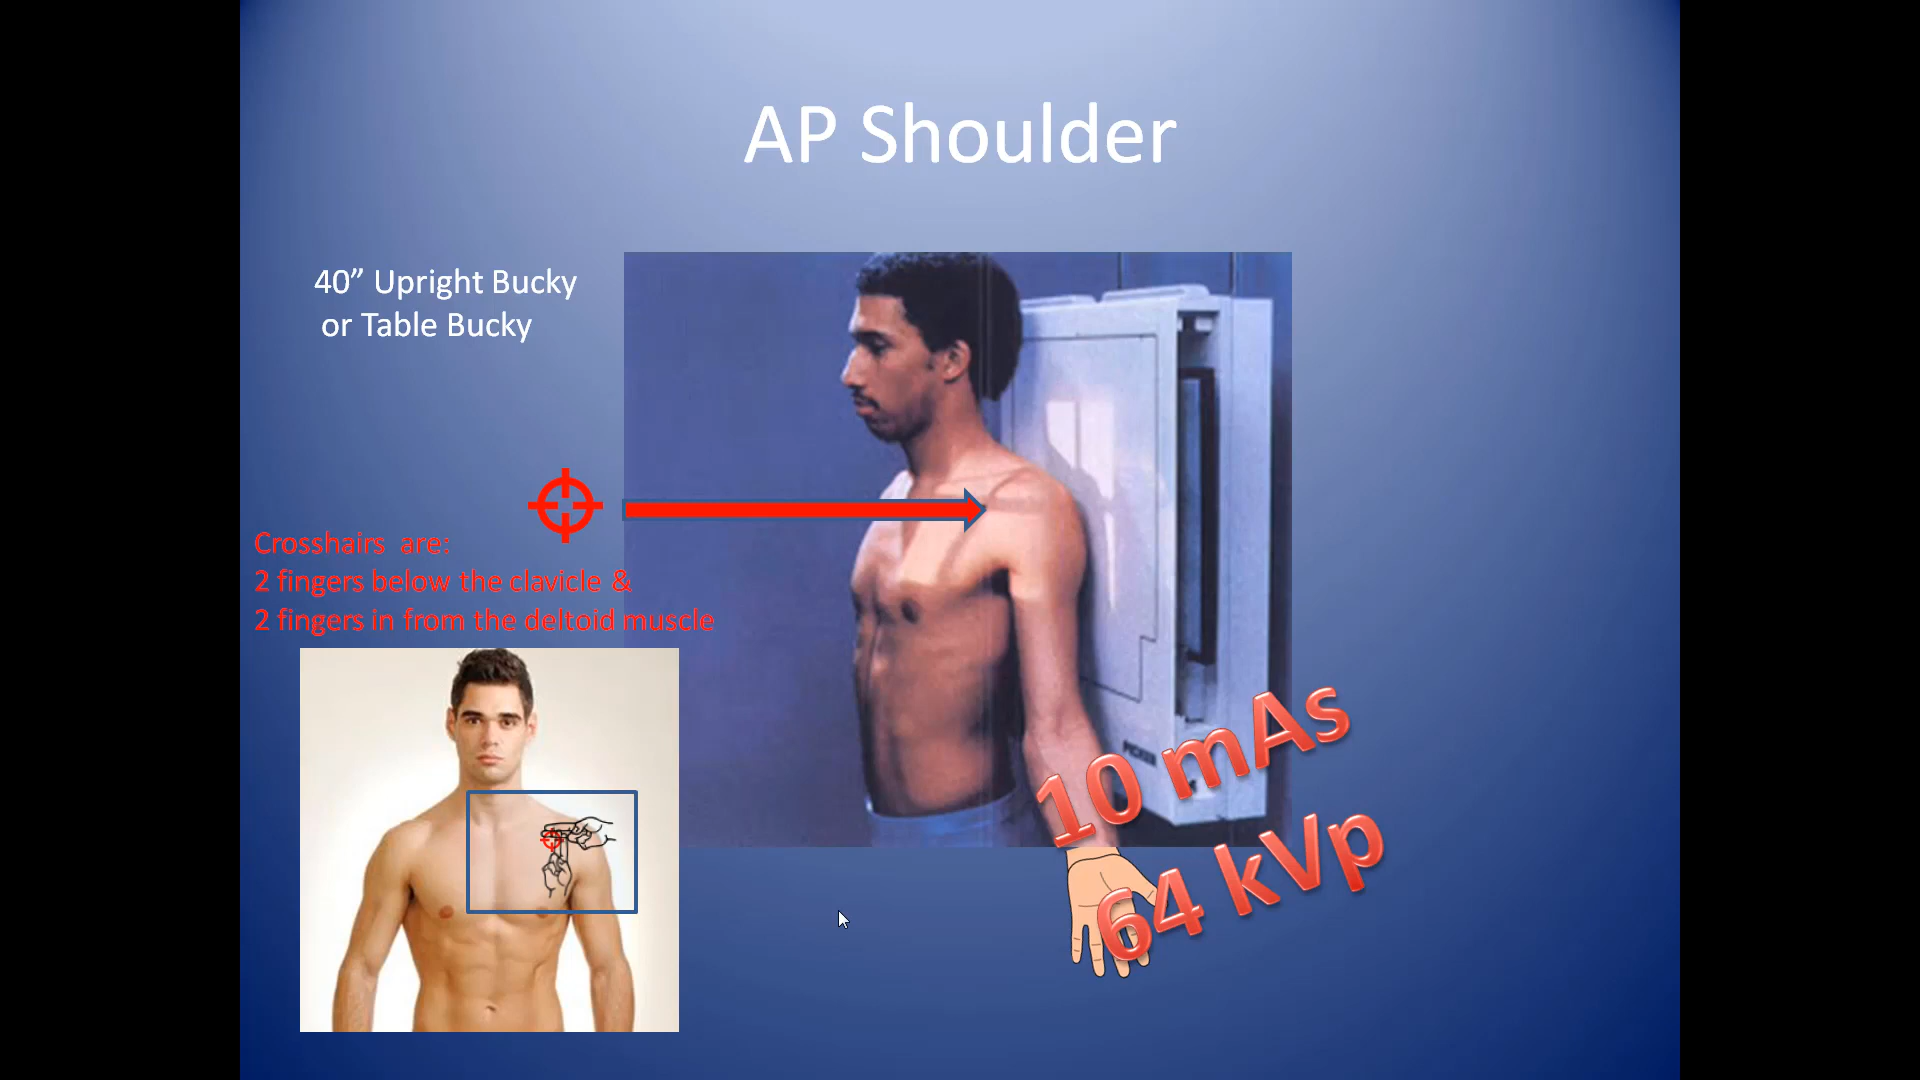 AP Shoulder
40” Upright Bucky
or Table Bucky
Crosshairs are:
2 fingers below the clavicle &
2 fingers in from the deltoid muscle
PICKER
10 mAs
64 kVp